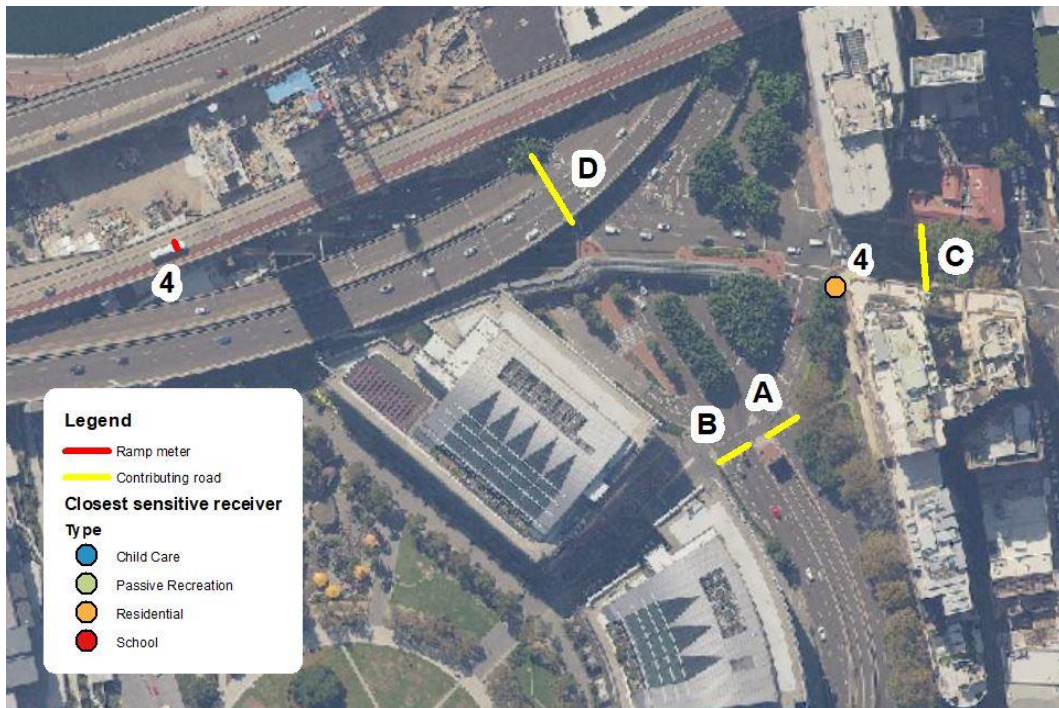 D
4
C
4
A
B
Legend
Ramp meter
Contributing road
Closest sensitive receiver
Type
Child Care
Passive Recreation
Residential
School